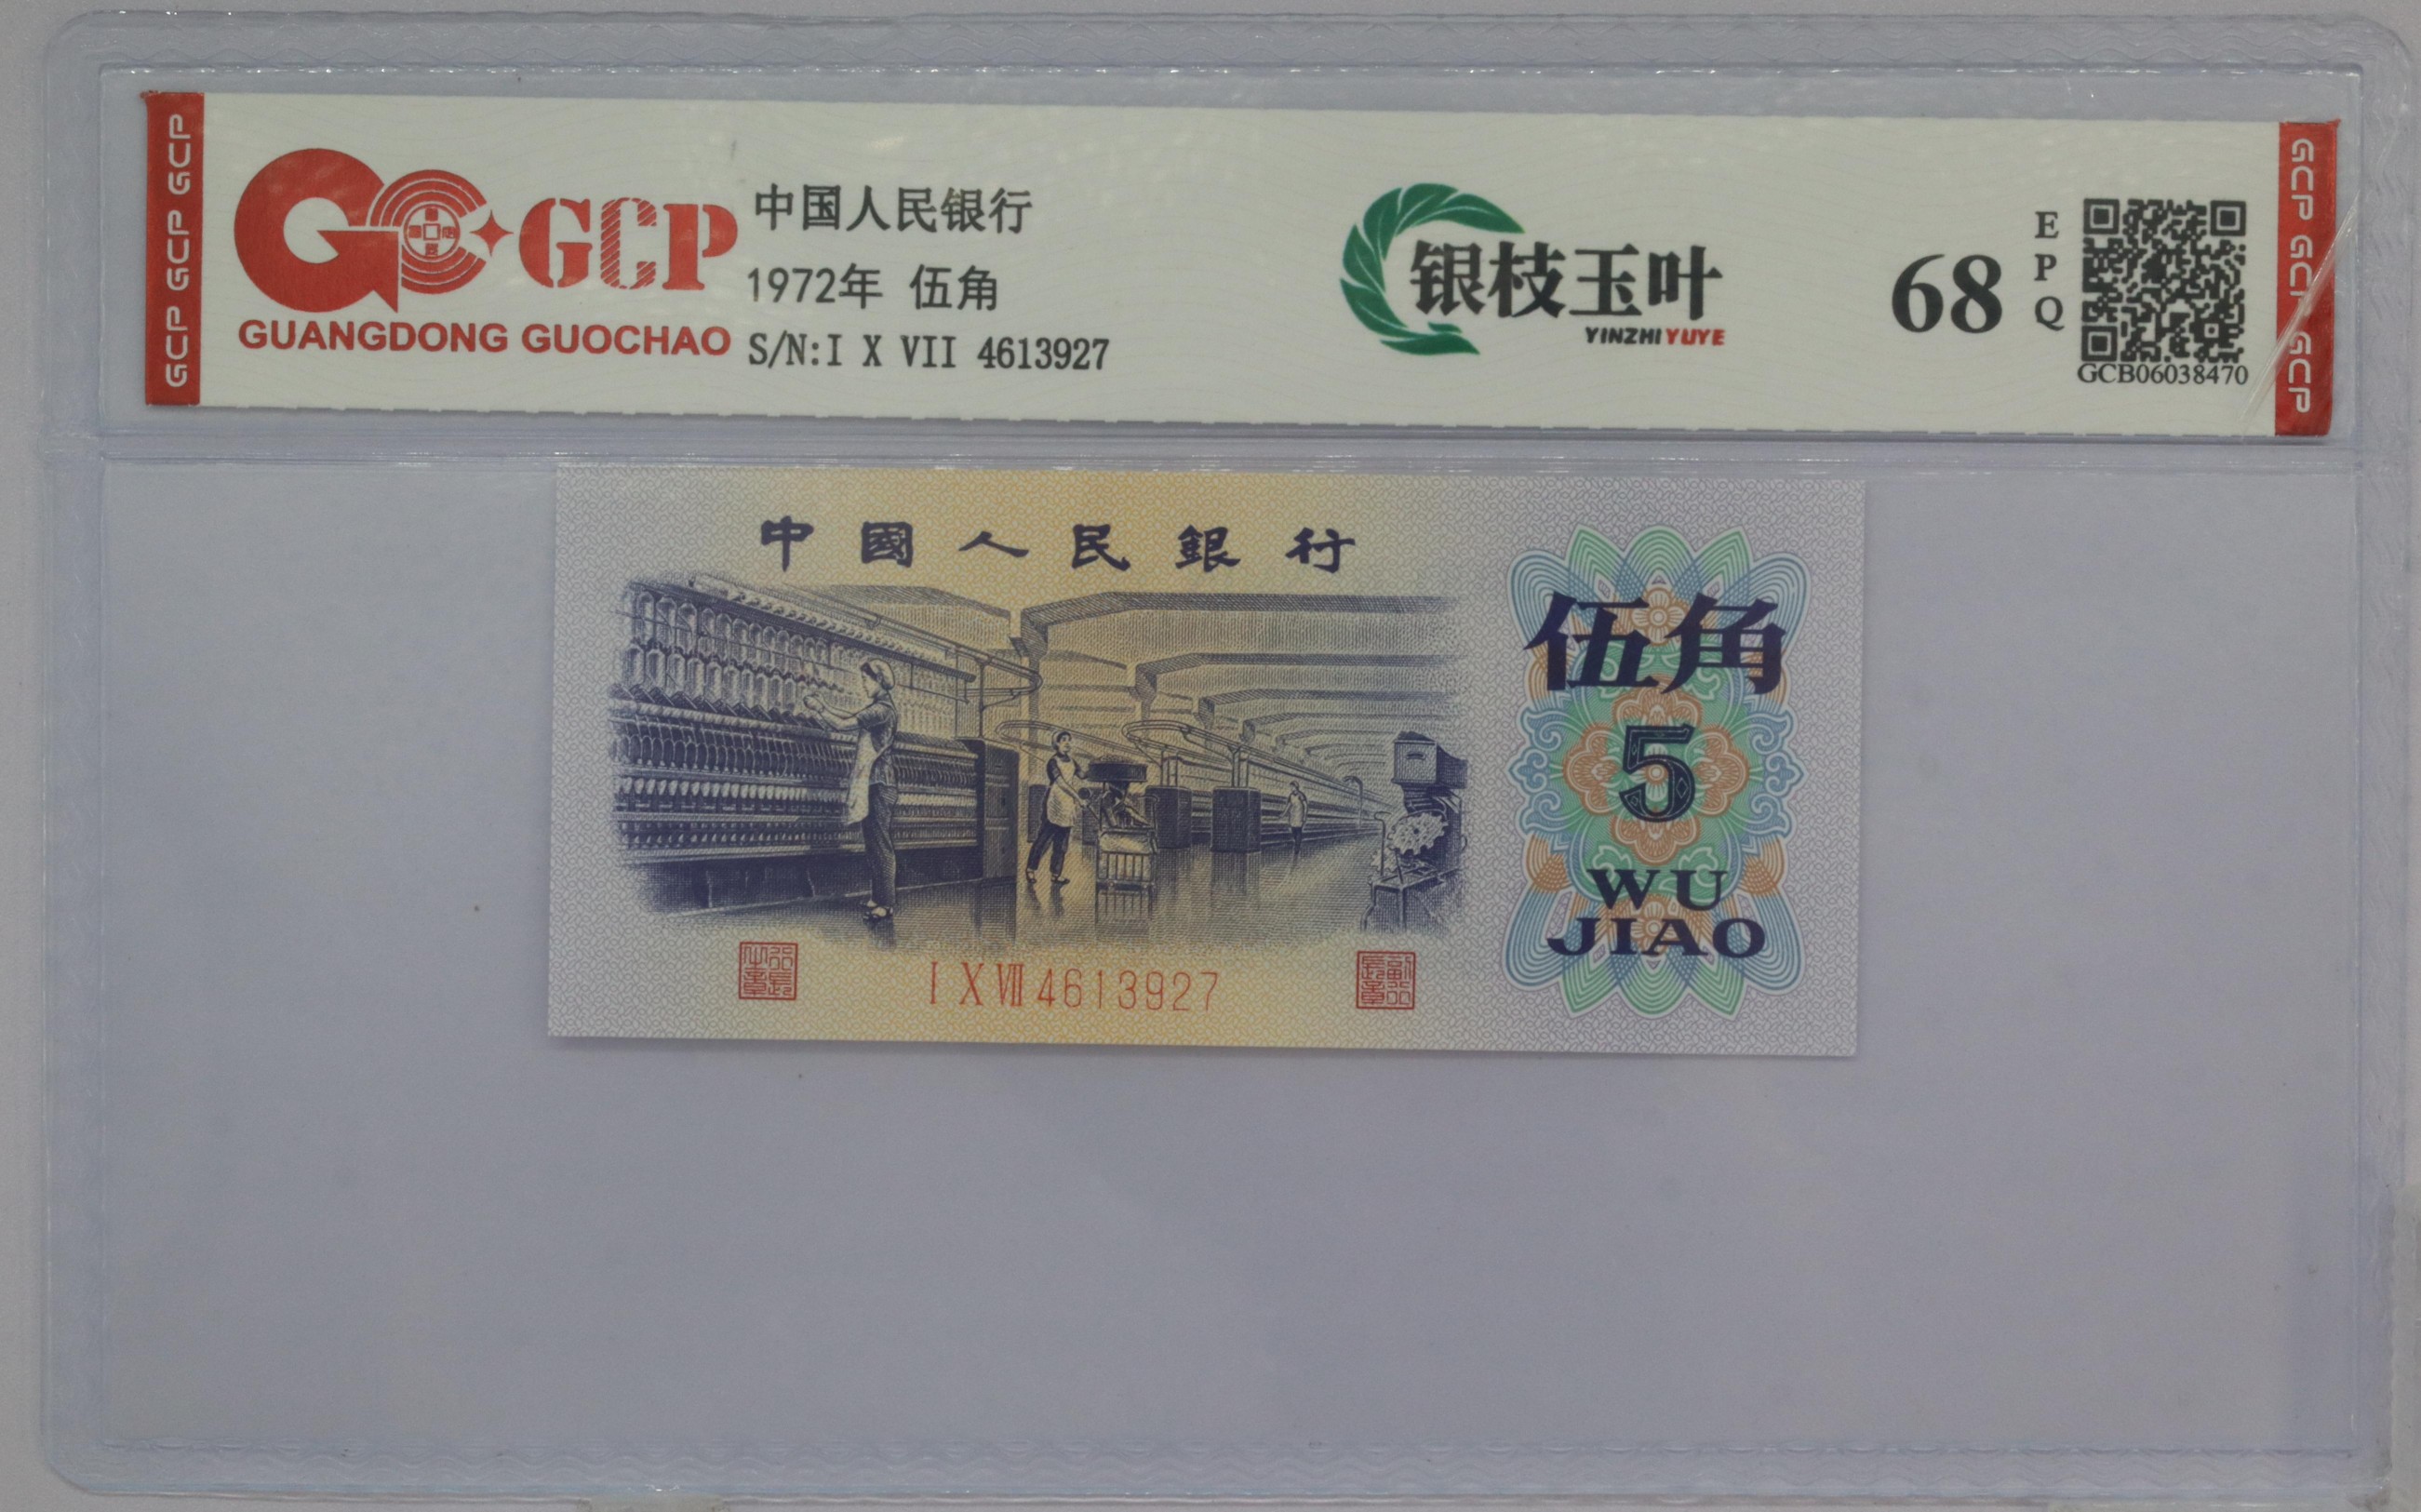 GCP GCP GCP
GCP
GUANGDONG GUOCHAO
中国人民银行
1972年 伍角
S/N:I X VII 4613927
银枝玉叶
YINZHIYUYE
68
E
P
Q
GCB06038470
GCP GCP GCP
中國人民銀行
伍角
5
WU
JIAO
I X VII 4613927